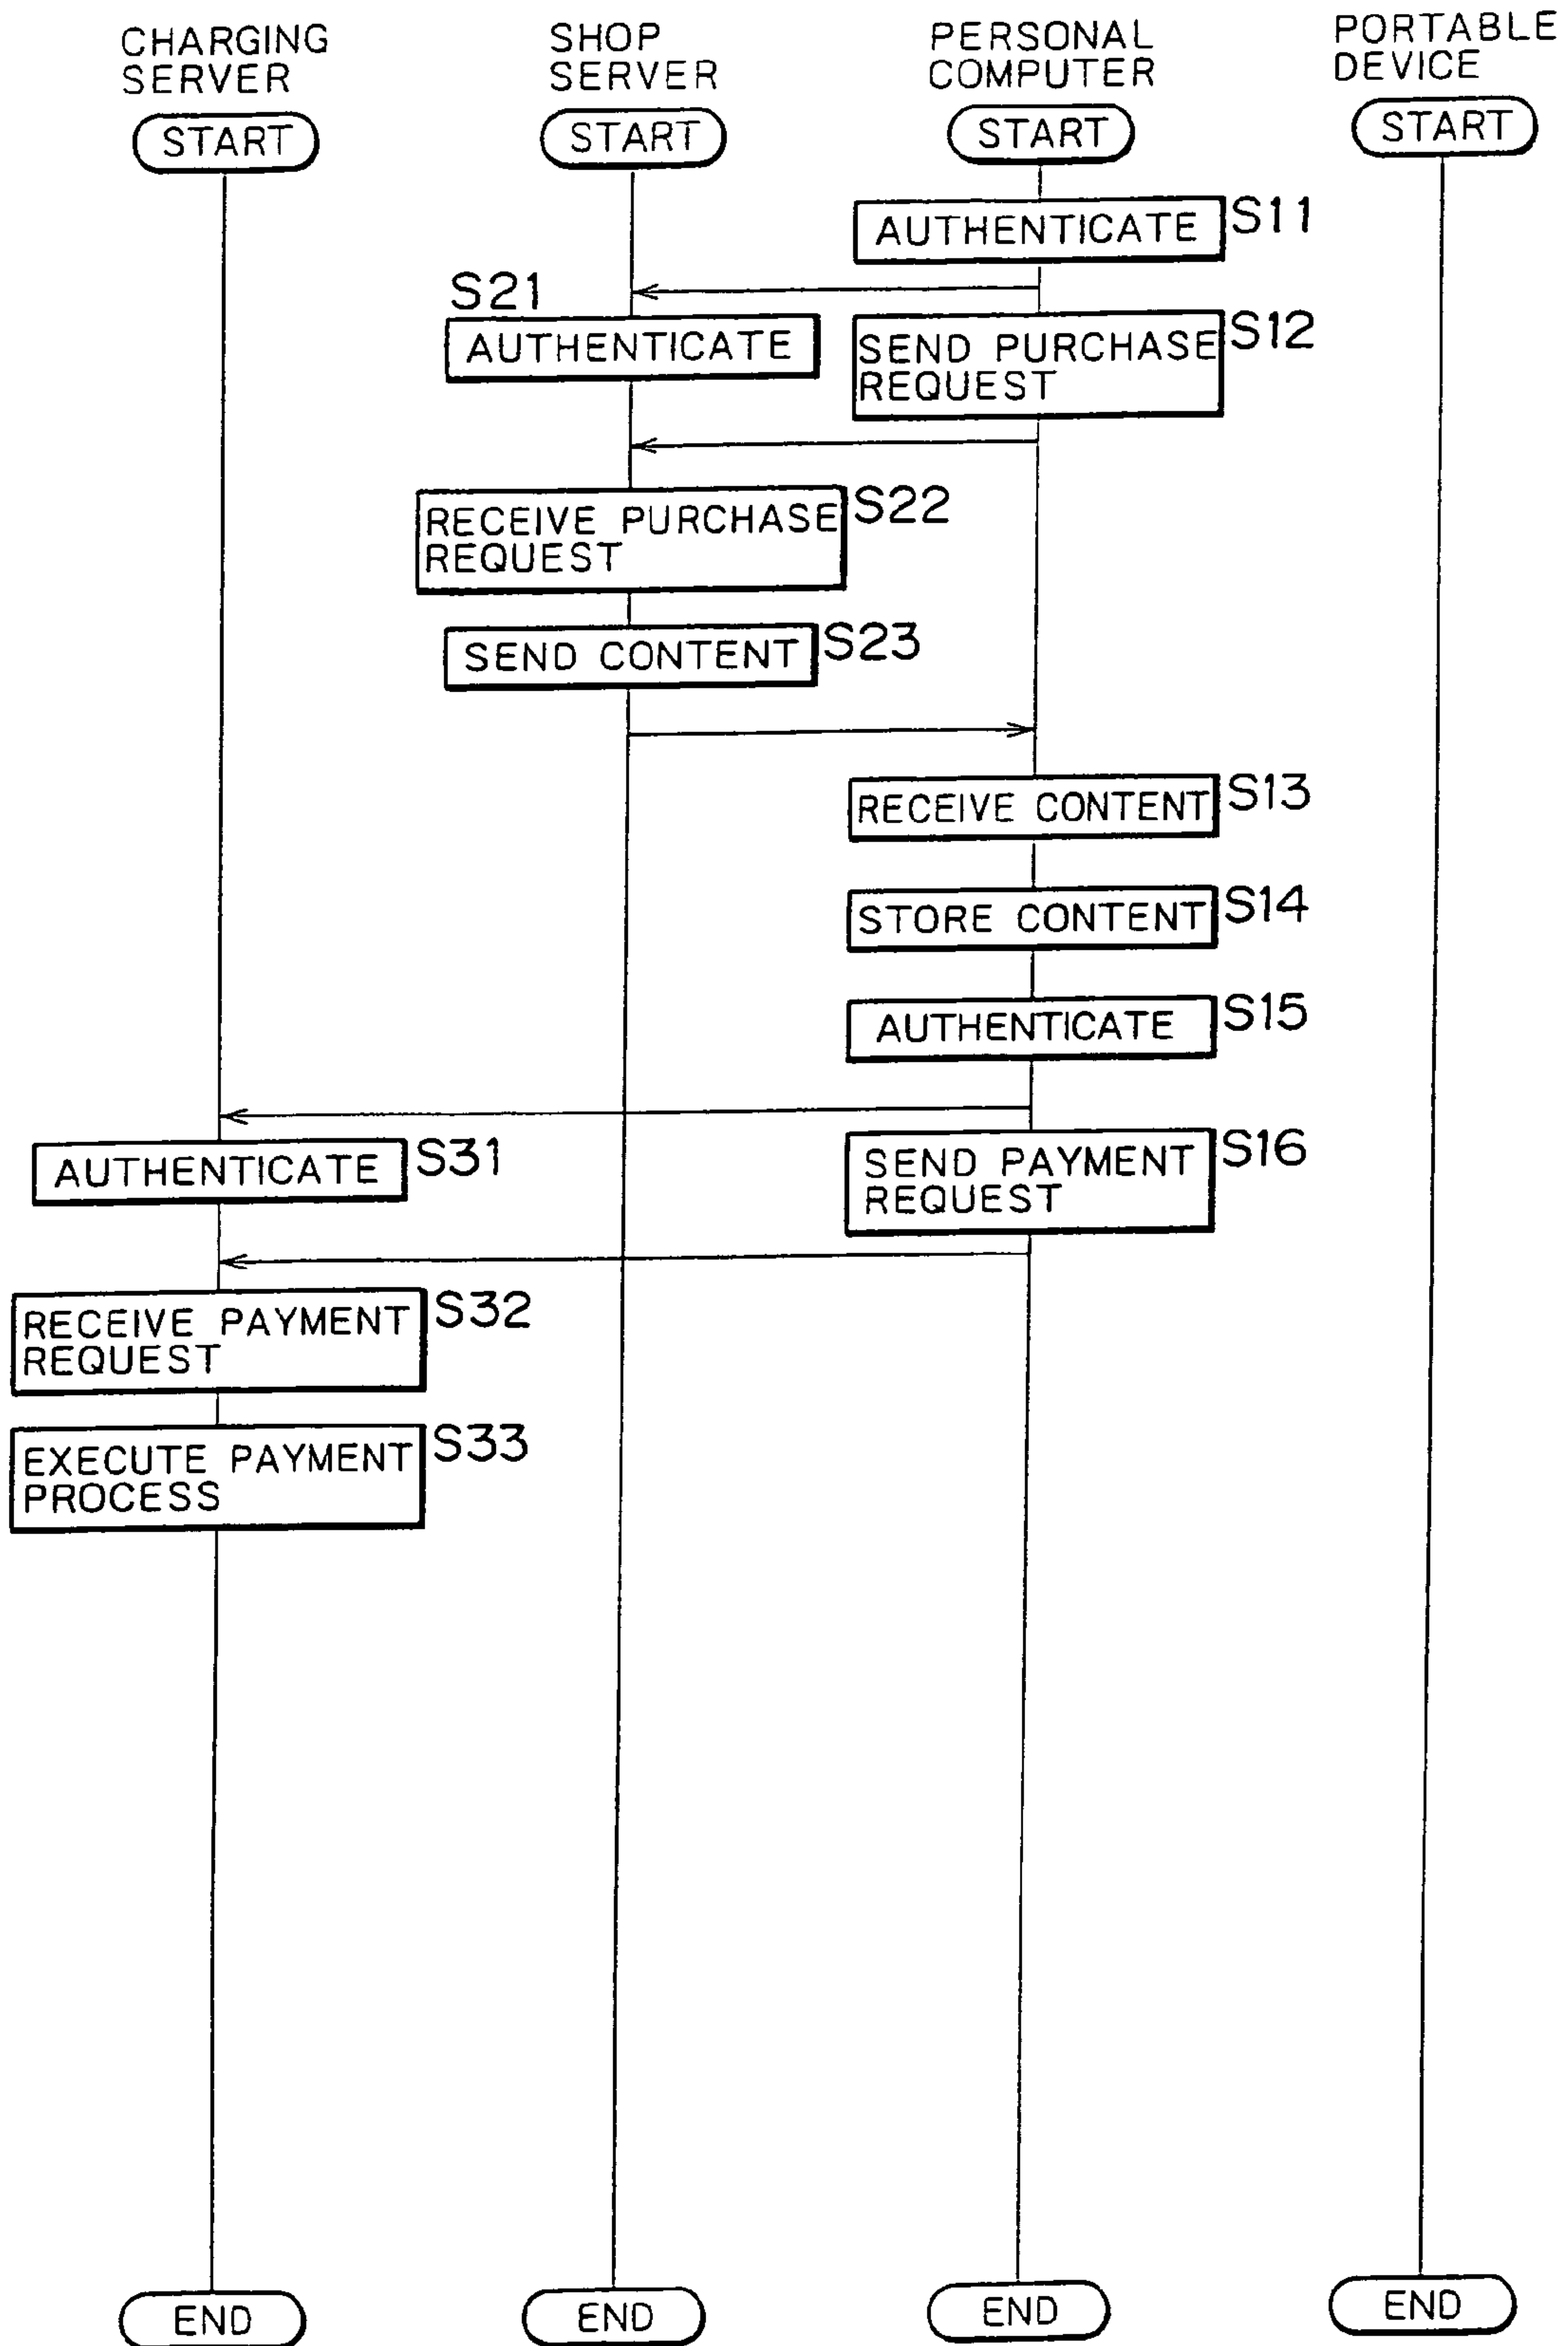 CHARGING
SERVER
SHOP
SERVER
PERSONAL
COMPUTER
PORTABLE
DEVICE
START
START
START
START
AUTHENTICATE
S11
S21
AUTHENTICATE
SEND PURCHASE
REQUEST
S12
RECEIVE PURCHASE
REQUEST
S22
SEND CONTENT
S23
RECEIVE CONTENT
S13
STORE CONTENT
S14
AUTHENTICATE
S15
AUTHENTICATE
S31
SEND PAYMENT
REQUEST
S16
RECEIVE PAYMENT
REQUEST
S32
EXECUTE PAYMENT
PROCESS
S33
END
END
END
END